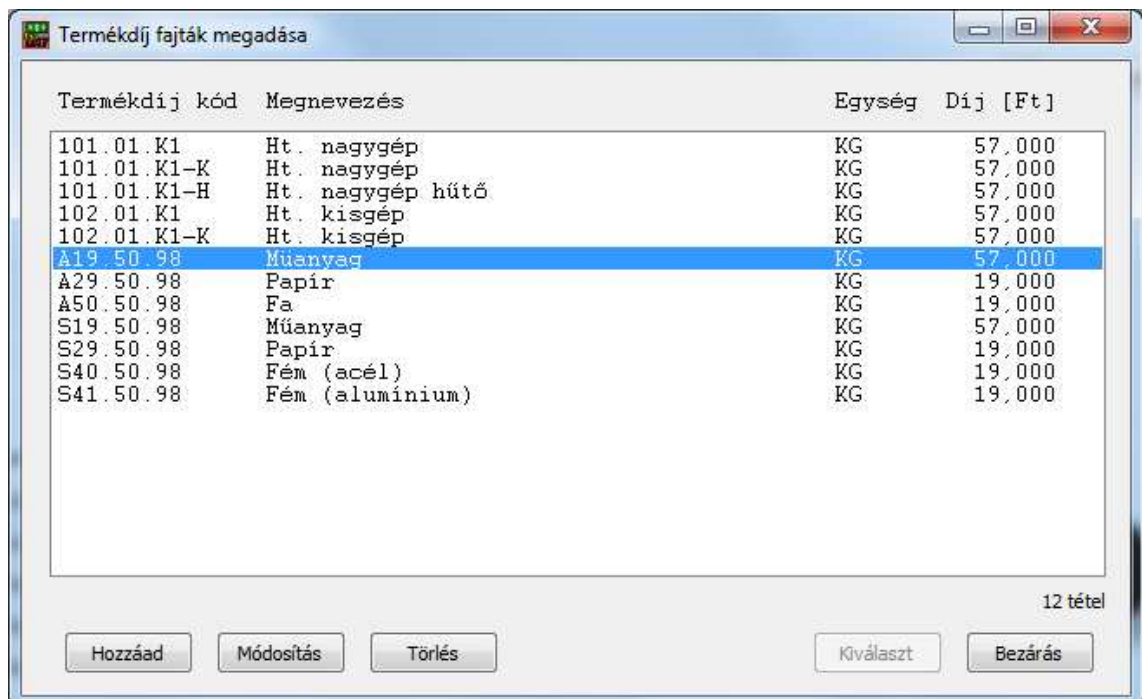 Termékdíj fajták megadása
Termékdíj kód Megnevezés Egység Díj [Ft]
101.01.K1 Ht. nagygép KG 57,000
101.01.K1-K Ht. nagygép KG 57,000
101.01.K1-H Ht. nagygép hűtő KG 57,000
102.01.K1 Ht. kisgép KG 57,000
102.01.K1-K Ht. kisgép KG 57,000
A19.50.98 Műanyag KG 57,000
A29.50.98 Papír KG 19,000
A50.50.98 Fa KG 19,000
S19.50.98 Műanyag KG 57,000
S29.50.98 Papír KG 19,000
S40.50.98 Fém (acél) KG 19,000
S41.50.98 Fém (alumínium) KG 19,000
12 tétel
Hozzáad Módosítás Törlés Kiválaszt Bezárás